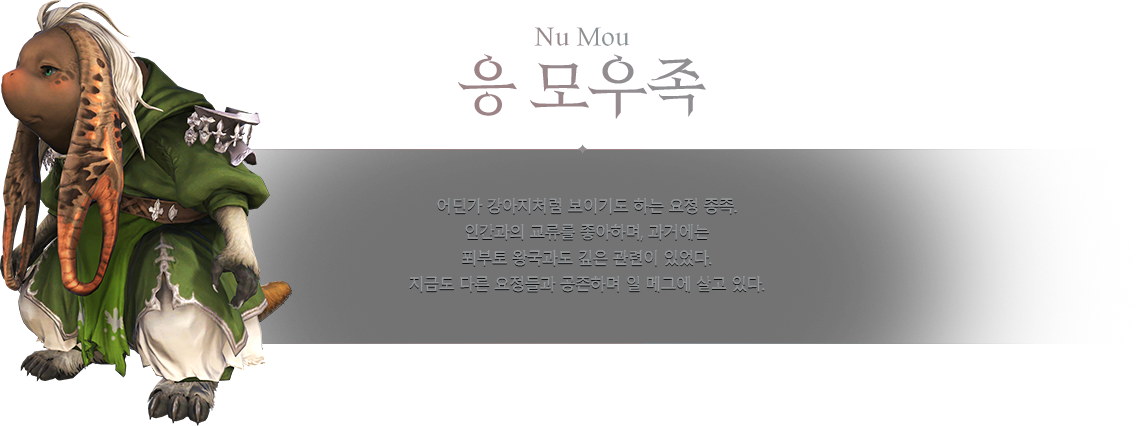 Nu Mou
응 모우족
어딘가 강아지처럼 보이기도 하는 요정 종족.
인간과의 교류를 좋아하며, 과거에는
푀부트 왕국과도 깊은 관련이 있었다.
지금도 다른 요정들과 공존하며 일 메그에 살고 있다.